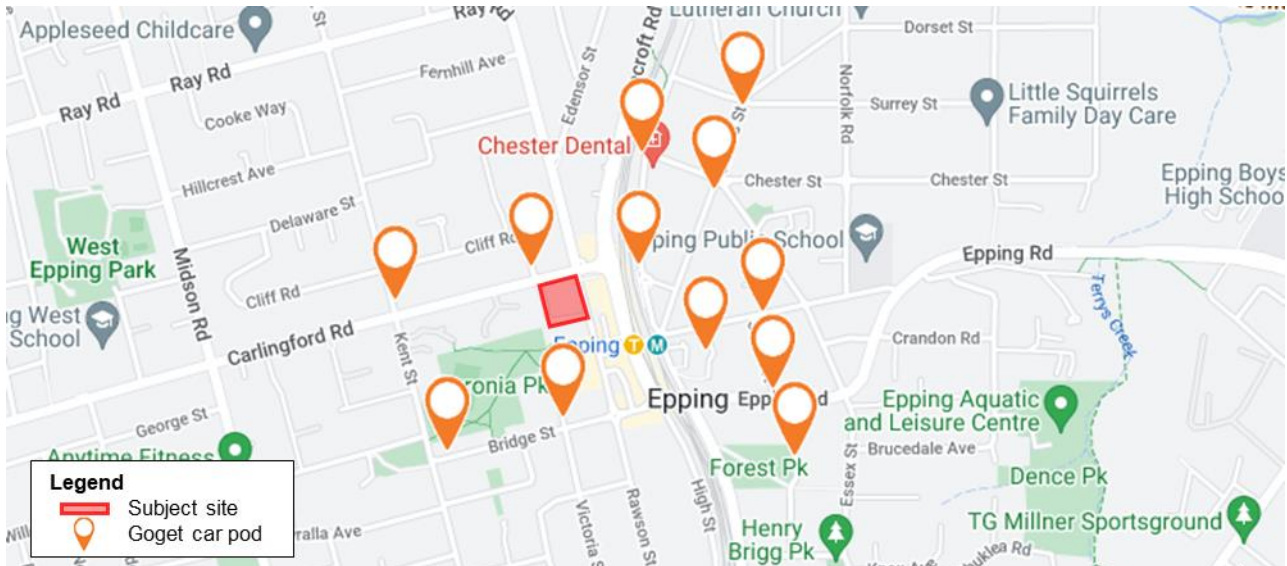 Appleseed Childcare
Ray Rd
Lutheran Church
Dorset St
Ray Rd
Fernhill Ave
Edensor St
Norfolk Rd
Surrey St
Little Squirrels
Family Day Care
Ray Rd
Cooke Way
Chester Dental
Hillcrest Ave
Chester St
Chester St
Epping Boys
High School
Delaware St
West
Epping Park
Midson Rd
Cliff Rd
Epping Rd
Cliff Rd
School
Terrys Creek
Carlingford Rd
Kent St
Epping T M
Crandon Rd
Epping
Epping Aquatic
and Leisure Centre
George St
Bridge St
Brucedale Ave
Anytime Fitness
Forest Pk
Essex St
Dence Pk
High St
Rawson St
Victoria S
TG Millner Sportsground
Henry
Brigg Pk
Legend
Subject site
Goget car pod